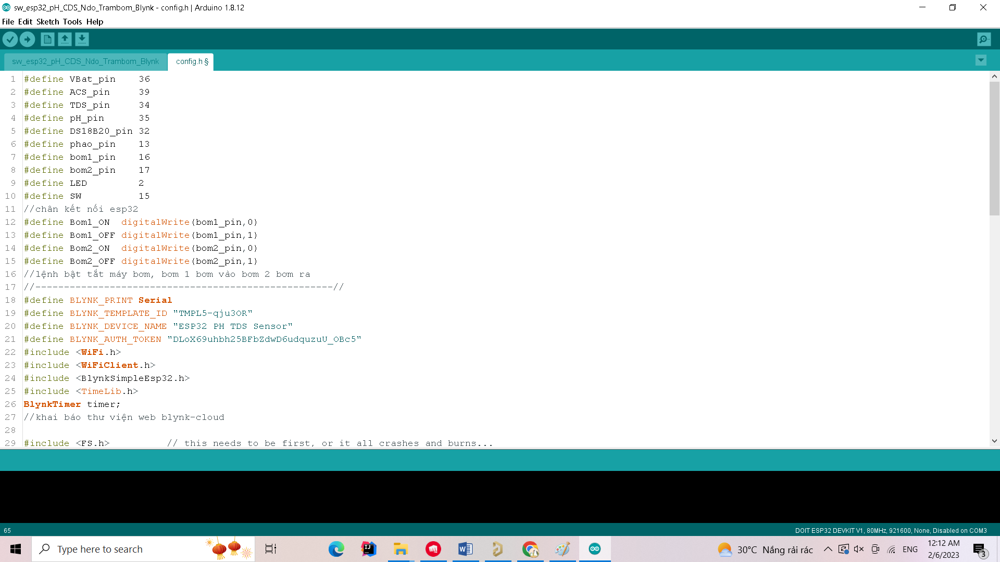 sw_esp32_pH_CDS_Ndo_Trambom_Blynk - config.h | Arduino 1.8.12
File Edit Sketch Tools Help
sw_esp32_pH_CDS_Ndo_Trambom_Blynk config.h §
1 #define VBat_pin 36
2 #define ACS_pin 39
3 #define TDS_pin 34
4 #define pH_pin 35
5 #define DS18B20_pin 32
6 #define phao_pin 13
7 #define bom1_pin 16
8 #define bom2_pin 17
9 #define LED 2
10 #define SW 15
11 //chân kết nối esp32
12 #define Bom1_ON digitalWrite(bom1_pin,0)
13 #define Bom1_OFF digitalWrite(bom1_pin,1)
14 #define Bom2_ON digitalWrite(bom2_pin,0)
15 #define Bom2_OFF digitalWrite(bom2_pin,1)
16 //lệnh bật tắt máy bơm, bơm 1 bơm vào bơm 2 bơm ra
17 //----------------------------------------------------//
18 #define BLYNK_PRINT Serial
19 #define BLYNK_TEMPLATE_ID "TMPL5-qju3OR"
20 #define BLYNK_DEVICE_NAME "ESP32 PH TDS Sensor"
21 #define BLYNK_AUTH_TOKEN "DLoX69uhbh25BFbZdwD6udquzuU_OBc5"
22 #include <WiFi.h>
23 #include <WiFiClient.h>
24 #include <BlynkSimpleEsp32.h>
25 #include <TimeLib.h>
26 BlynkTimer timer;
27 //khai báo thư viện web blynk-cloud
28
29 #include <FS.h> // this needs to be first, or it all crashes and burns...
65 DOIT ESP32 DEVKIT V1, 80MHz, 921600, None, Disabled on COM3
Type here to search 30°C Nắng rải rác ENG 12:12 AM
2/6/2023 3